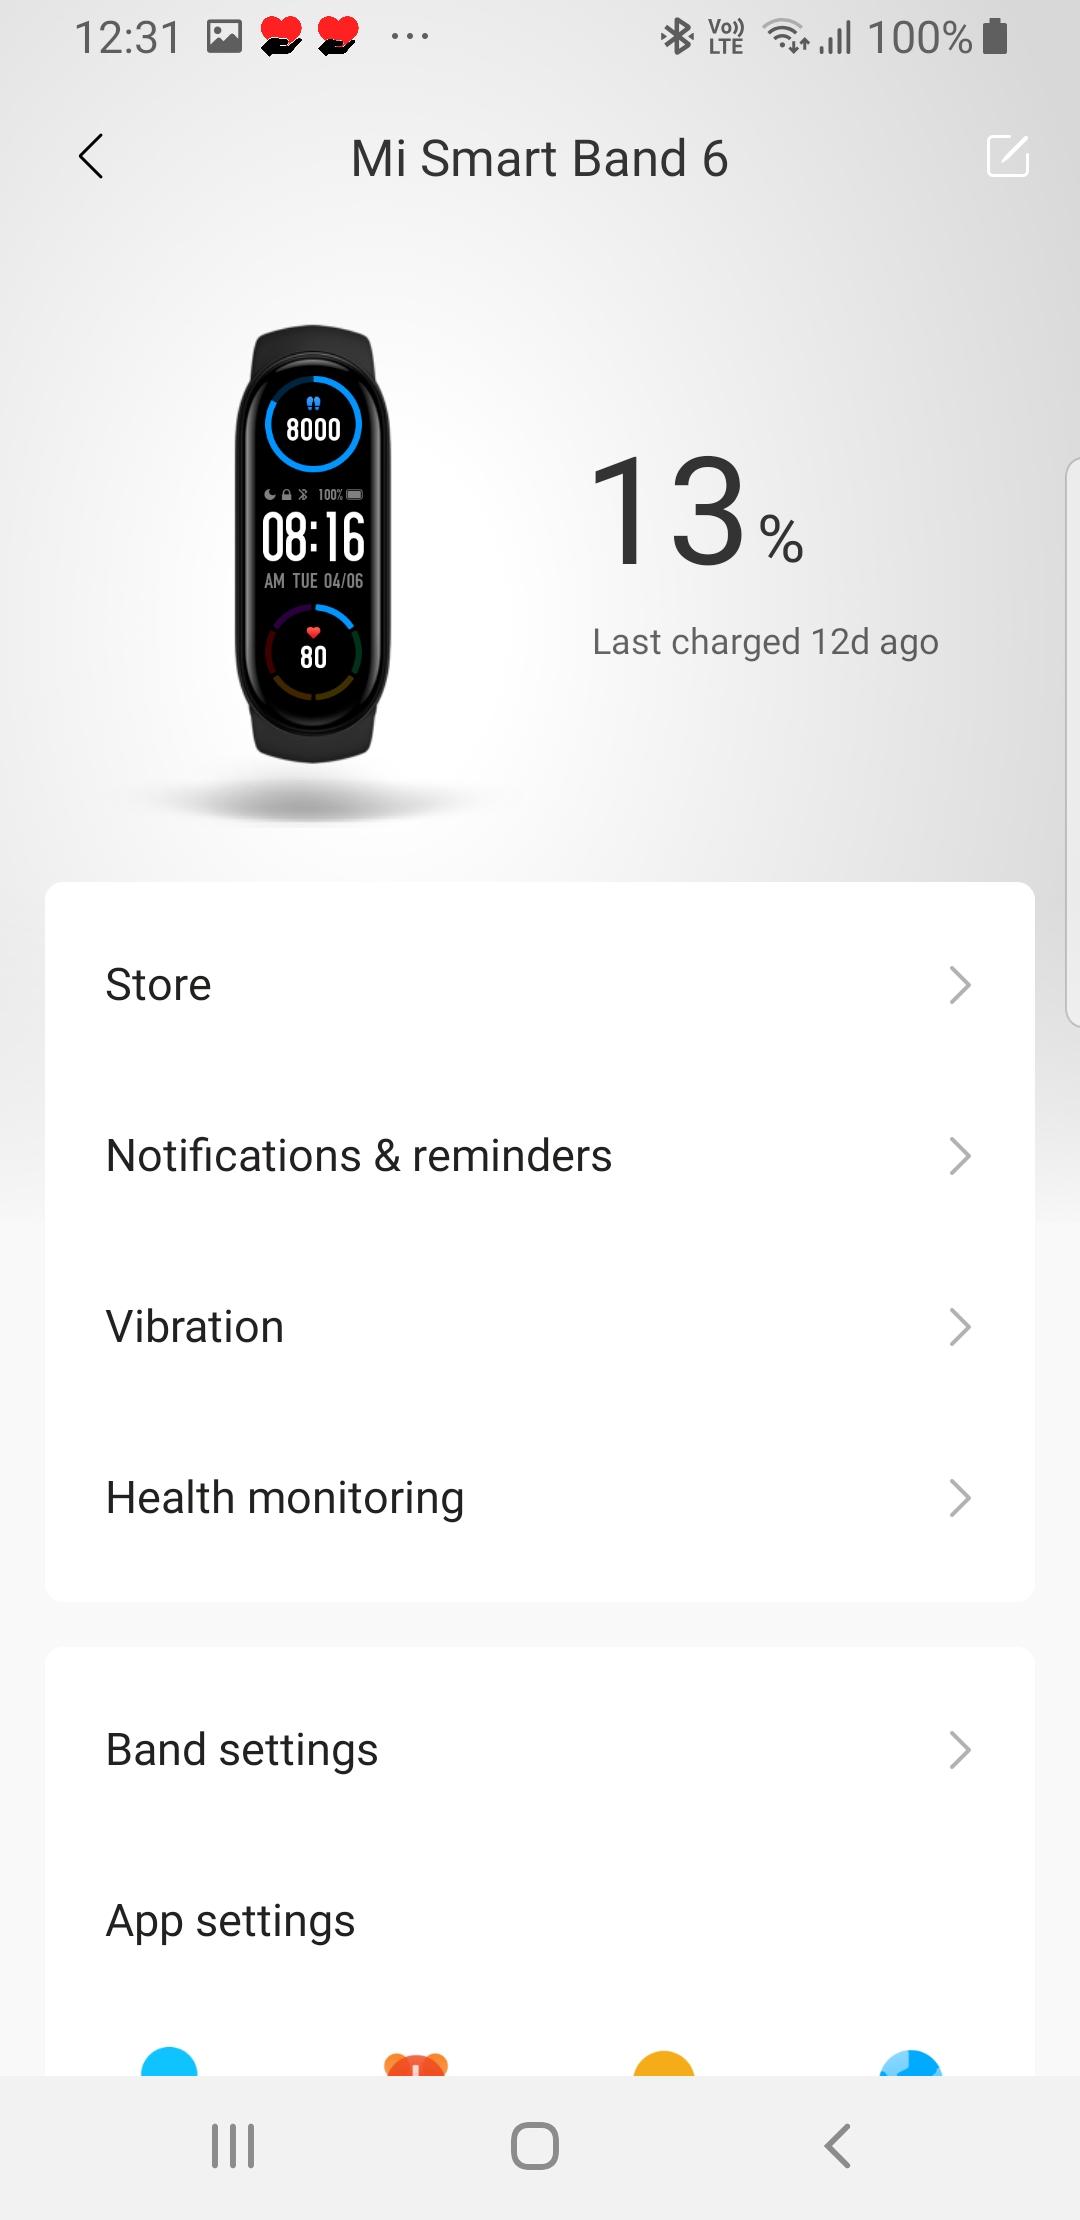 12:31 Vo)) LTE 100%
Mi Smart Band 6
8000
100%
08:16
AM TUE 04/06
80
13%
Last charged 12d ago
Store
Notifications & reminders
Vibration
Health monitoring
Band settings
App settings